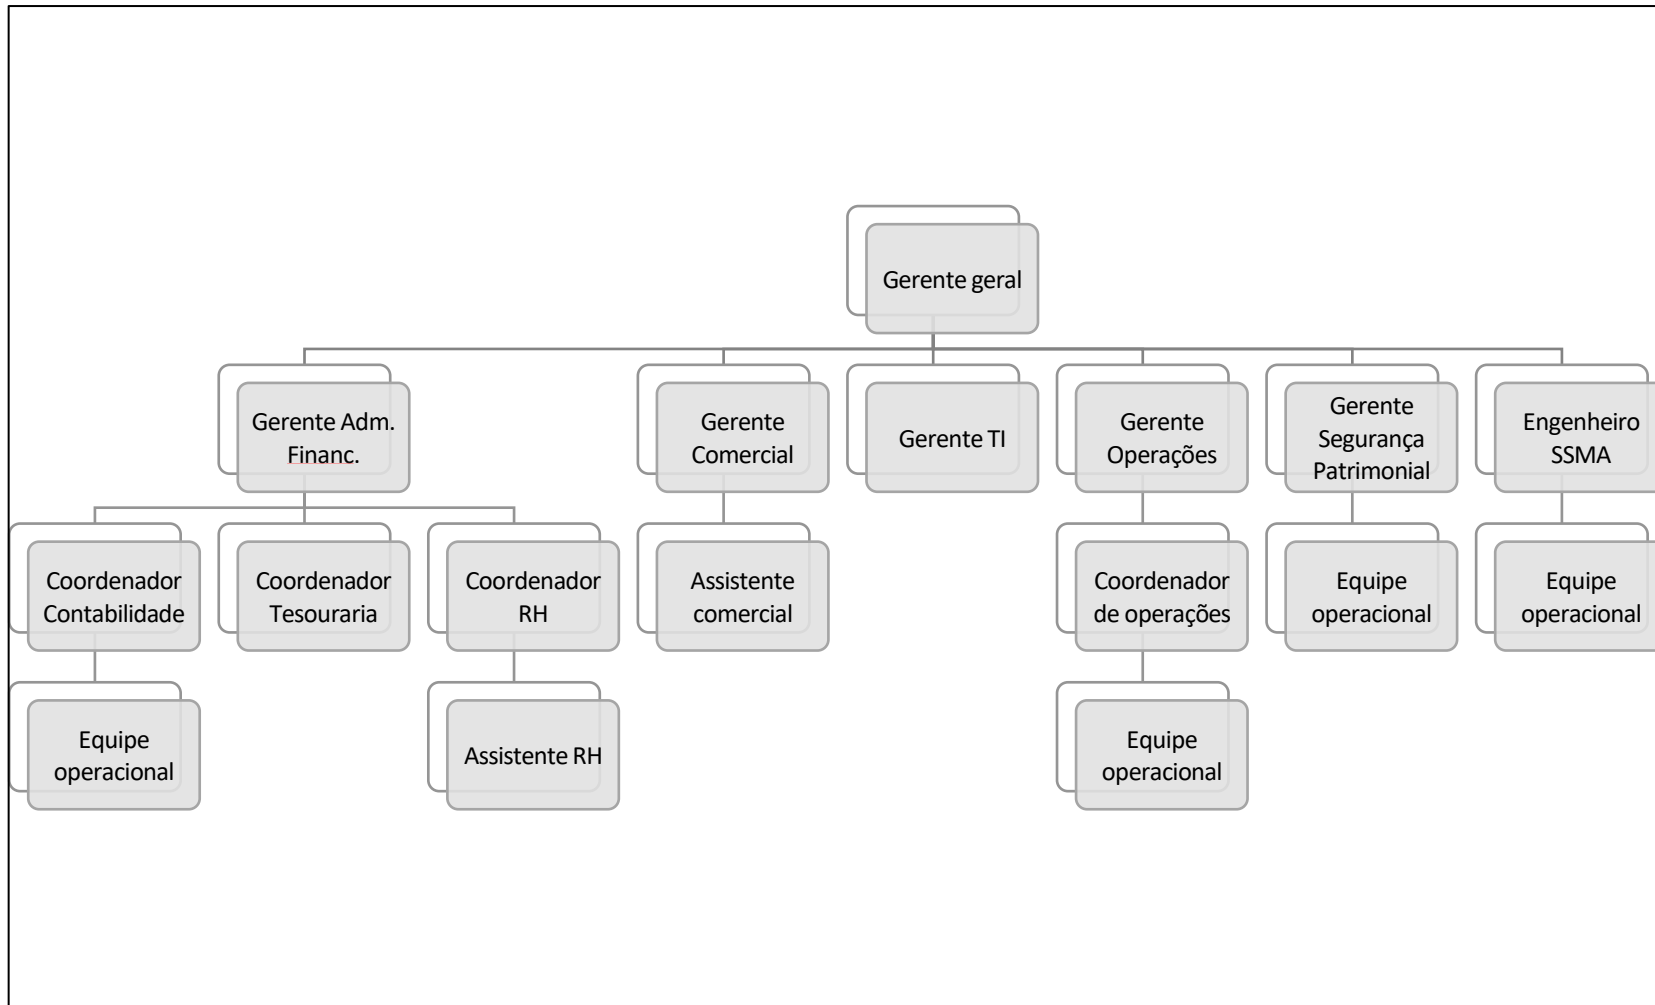 Gerente geral
Gerente Adm.
Financ.
Gerente
Comercial
Gerente TI
Gerente
Operações
Gerente
Segurança
Patrimonial
Engenheiro
SSMA
Coordenador
Contabilidade
Coordenador
Tesouraria
Coordenador
RH
Assistente
comercial
Coordenador
de operações
Equipe
operacional
Equipe
operacional
Equipe
operacional
Assistente RH
Equipe
operacional